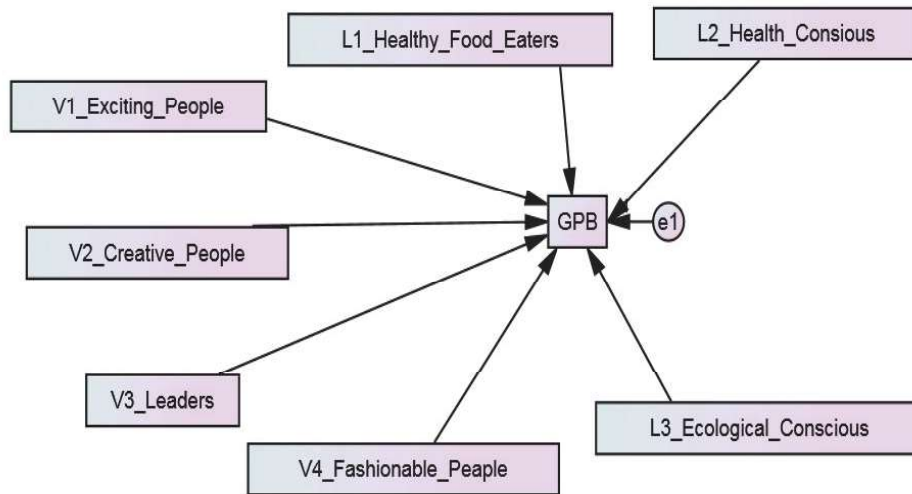 L1_Healthy_Food_Eaters
L2_Health_Consious
V1_Exciting_People
GPB
e1
V2_Creative_People
V3_Leaders
L3_Ecological_Conscious
V4_Fashionable_Peaple